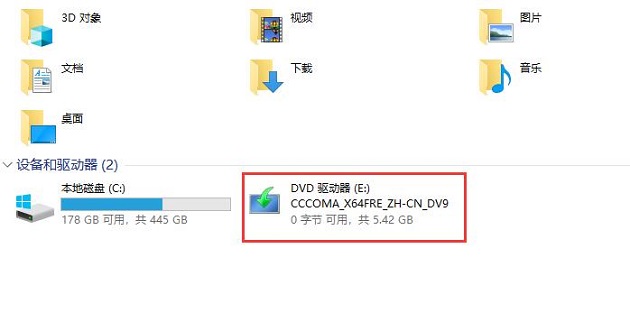 3D 对象
视频
图片
文档
下载
音乐
桌面
设备和驱动器 (2)
本地磁盘 (C:)
178 GB 可用，共 445 GB
DVD 驱动器 (E:)
CCCOMA_X64FRE_ZH-CN_DV9
0 字节 可用，共 5.42 GB